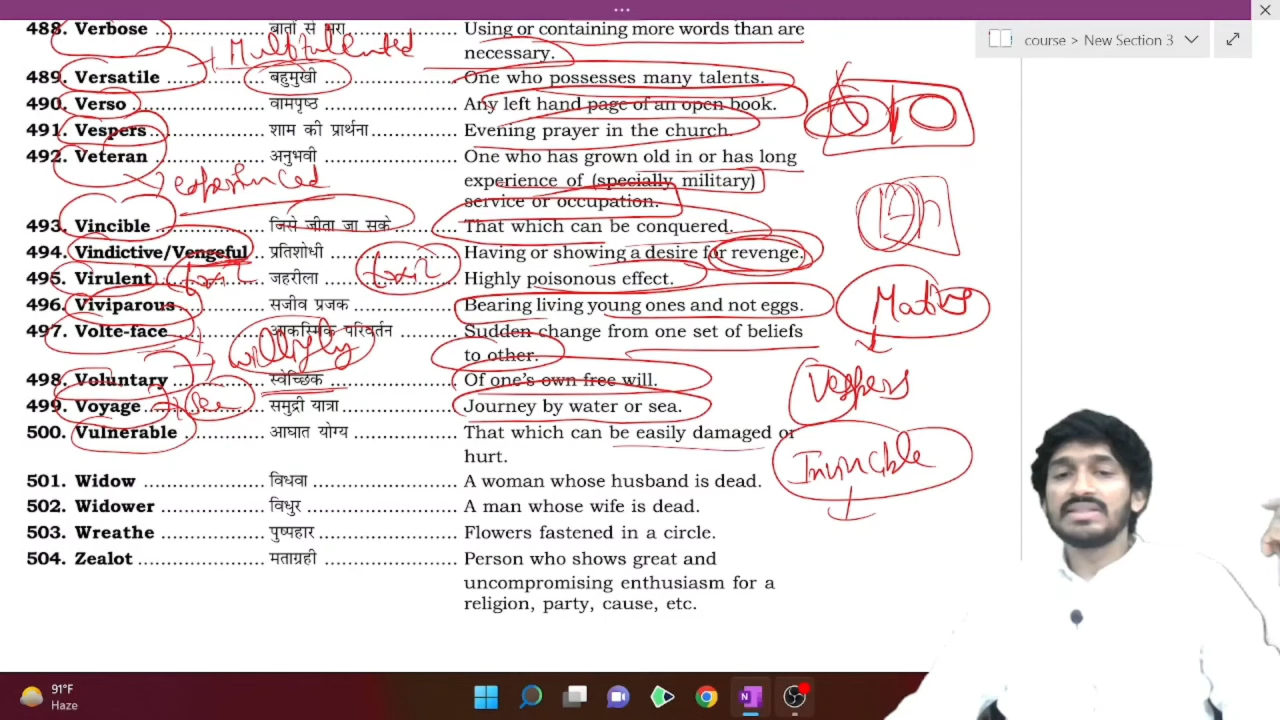 488. Verbose .............. बातों से भरा ................. Using or containing more words than are
necessary.
Multitalented
489. Versatile .......... बहुमुखी ...................... One who possesses many talents.
490. Verso ................ वामपृष्ठ ..................... Any left hand page of an open book.
491. Vespers ............ शाम की प्रार्थना ............... Evening prayer in the church.
492. Veteran ............ अनुभवी ..................... One who has grown old in or has long
experience of (specially military)
service or occupation.
experienced
493. Vincible ............ जिसे जीता जा सके ......... That which can be conquered.
494. Vindictive/Vengeful .... प्रतिशोधी .................. Having or showing a desire for revenge.
495. Virulent ............ जहरीला ..................... Highly poisonous effect.
toxic
toxic
496. Viviparous ........ सजीव प्रजक ................ Bearing living young ones and not eggs.
497. Volte-face .......... आकस्मिक परिवर्तन ......... Sudden change from one set of beliefs
to other.
498. Voluntary .......... स्वेच्छिक .................... Of one's own free will.
499. Voyage .............. समुद्री यात्रा ................. Journey by water or sea.
Sea
500. Vulnerable ........ आघात योग्य ................ That which can be easily damaged or
hurt.
501. Widow ............... विधवा ....................... A woman whose husband is dead.
502. Widower ............ विधुर ........................ A man whose wife is dead.
503. Wreathe ............ पुष्पहार ..................... Flowers fastened in a circle.
504. Zealot ................ मताग्रही .................... Person who shows great and
uncompromising enthusiasm for a
religion, party, cause, etc.
Vespers
Invincible
course > New Section 3
91°F
Haze